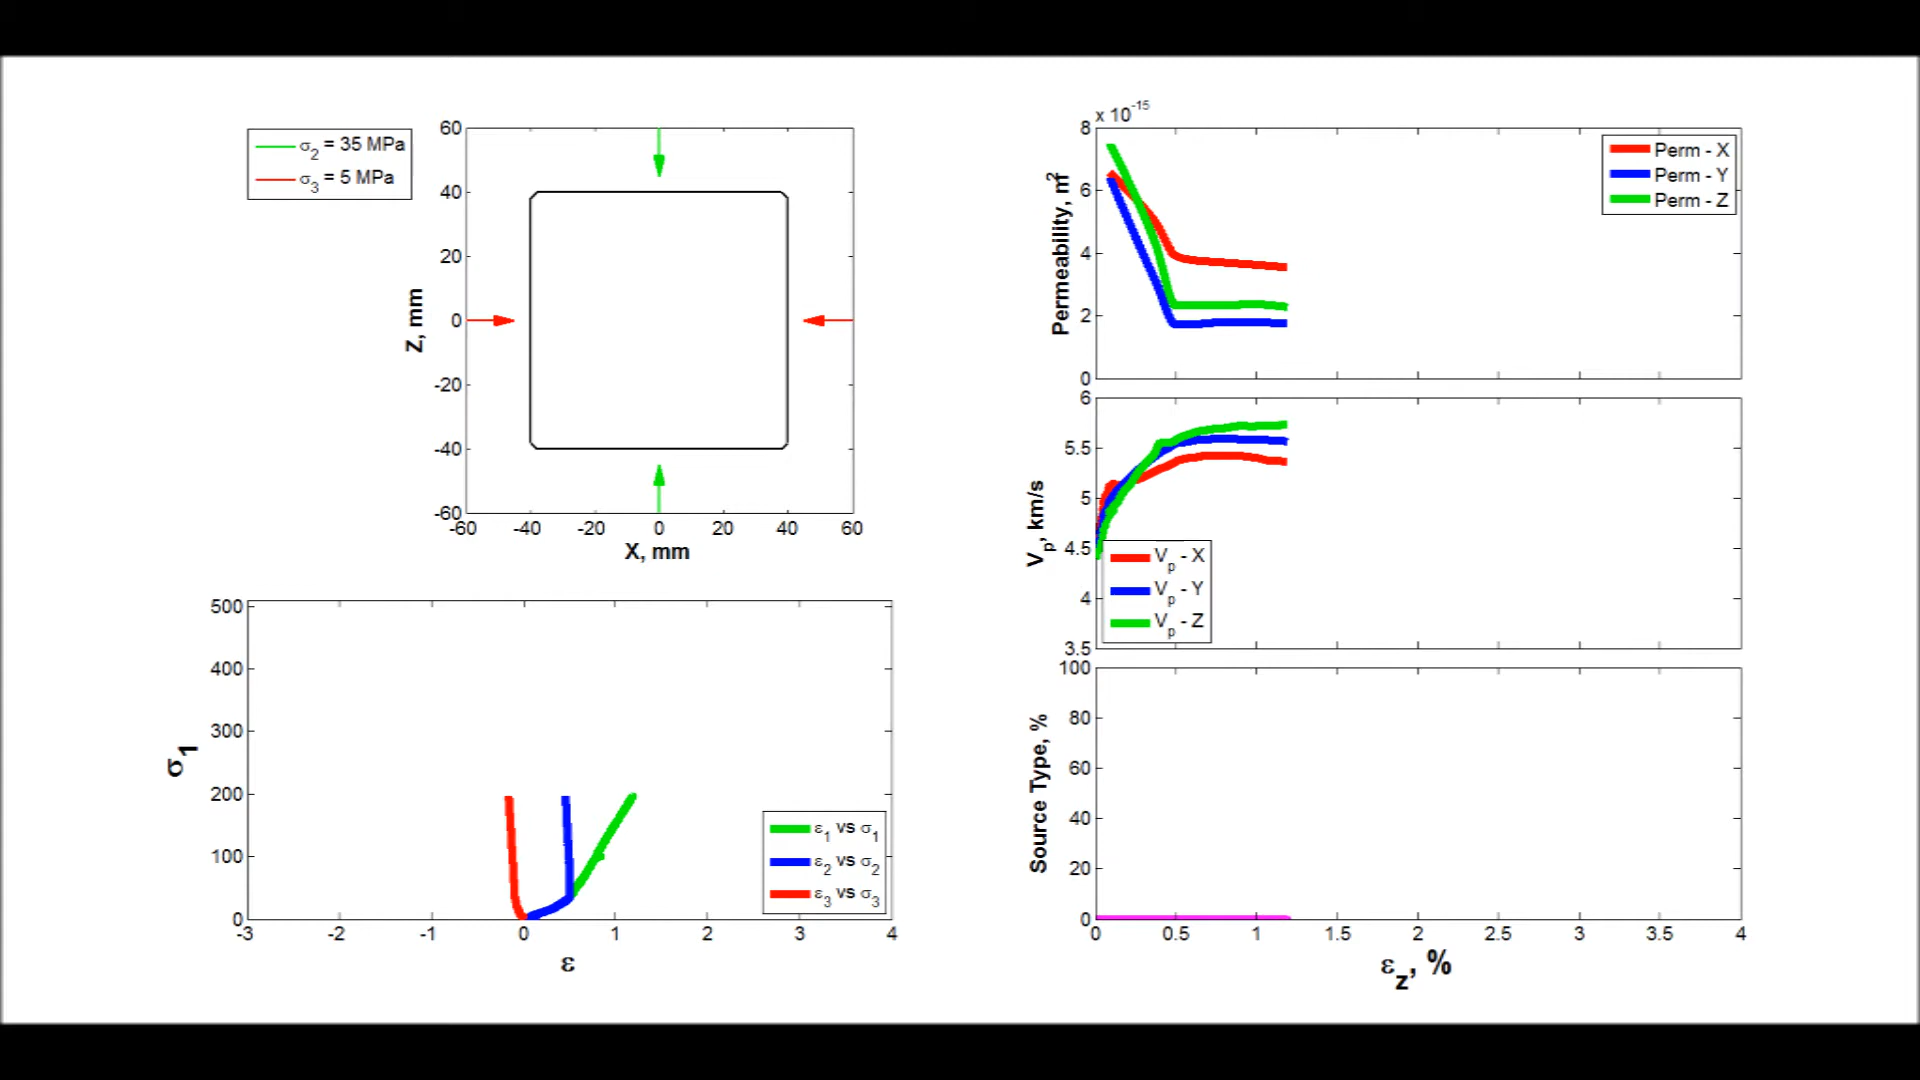 σ2 = 35 MPa
σ3 = 5 MPa
60
40
20
0
-20
-40
-60
Z, mm
-60 -40 -20 0 20 40 60
X, mm
500
400
300
200
100
0
σ1
ε1 vs σ1
ε2 vs σ2
ε3 vs σ3
-3 -2 -1 0 1 2 3 4
ε
x 10-15
8
6
4
2
0
Permeability, m2
Perm - X
Perm - Y
Perm - Z
6
5.5
5
4.5
4
3.5
Vp, km/s
Vp - X
Vp - Y
Vp - Z
100
80
60
40
20
0
Source Type, %
0 0.5 1 1.5 2 2.5 3 3.5 4
εz, %